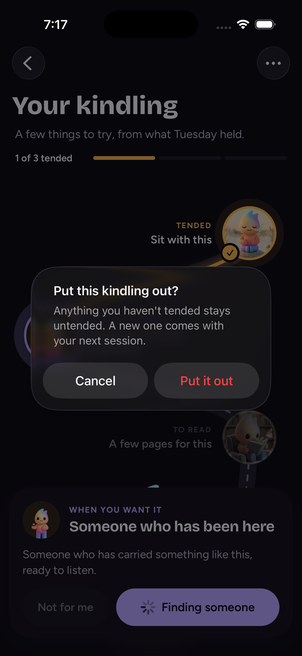 7:17
Your kindling
A few things to try, from what Tuesday held.
1 of 3 tended
TENDED
Sit with this
Put this kindling out?
Anything you haven't tended stays
untended. A new one comes with
your next session.
Cancel
Put it out
TO READ
A few pages for this
WHEN YOU WANT IT
Someone who has been here
Someone who has carried something like this,
ready to listen.
Not for me
Finding someone